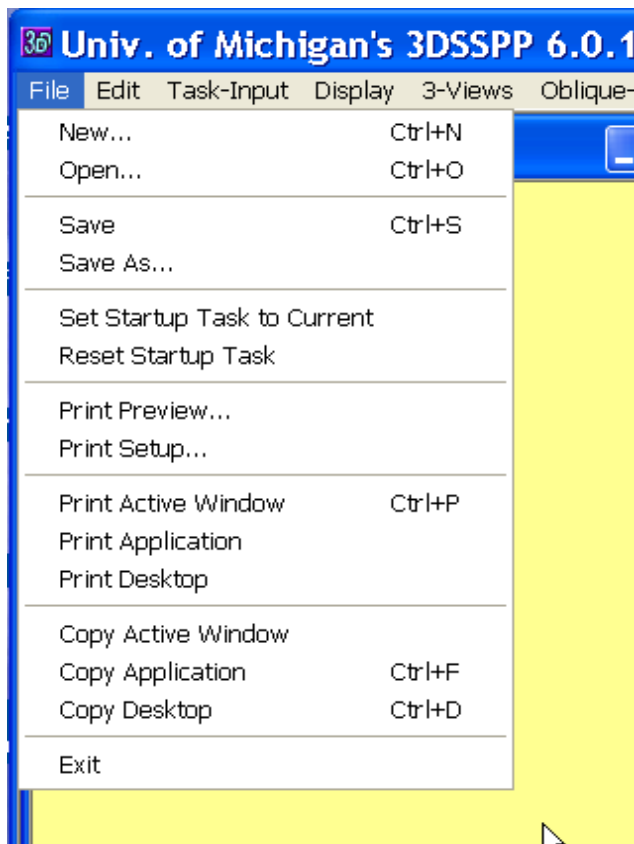 3D Univ. of Michigan's 3DSSPP 6.0.1
File Edit Task-Input Display 3-Views Oblique-
New... Ctrl+N
Open... Ctrl+O
Save Ctrl+S
Save As...
Set Startup Task to Current
Reset Startup Task
Print Preview...
Print Setup...
Print Active Window Ctrl+P
Print Application
Print Desktop
Copy Active Window
Copy Application Ctrl+F
Copy Desktop Ctrl+D
Exit